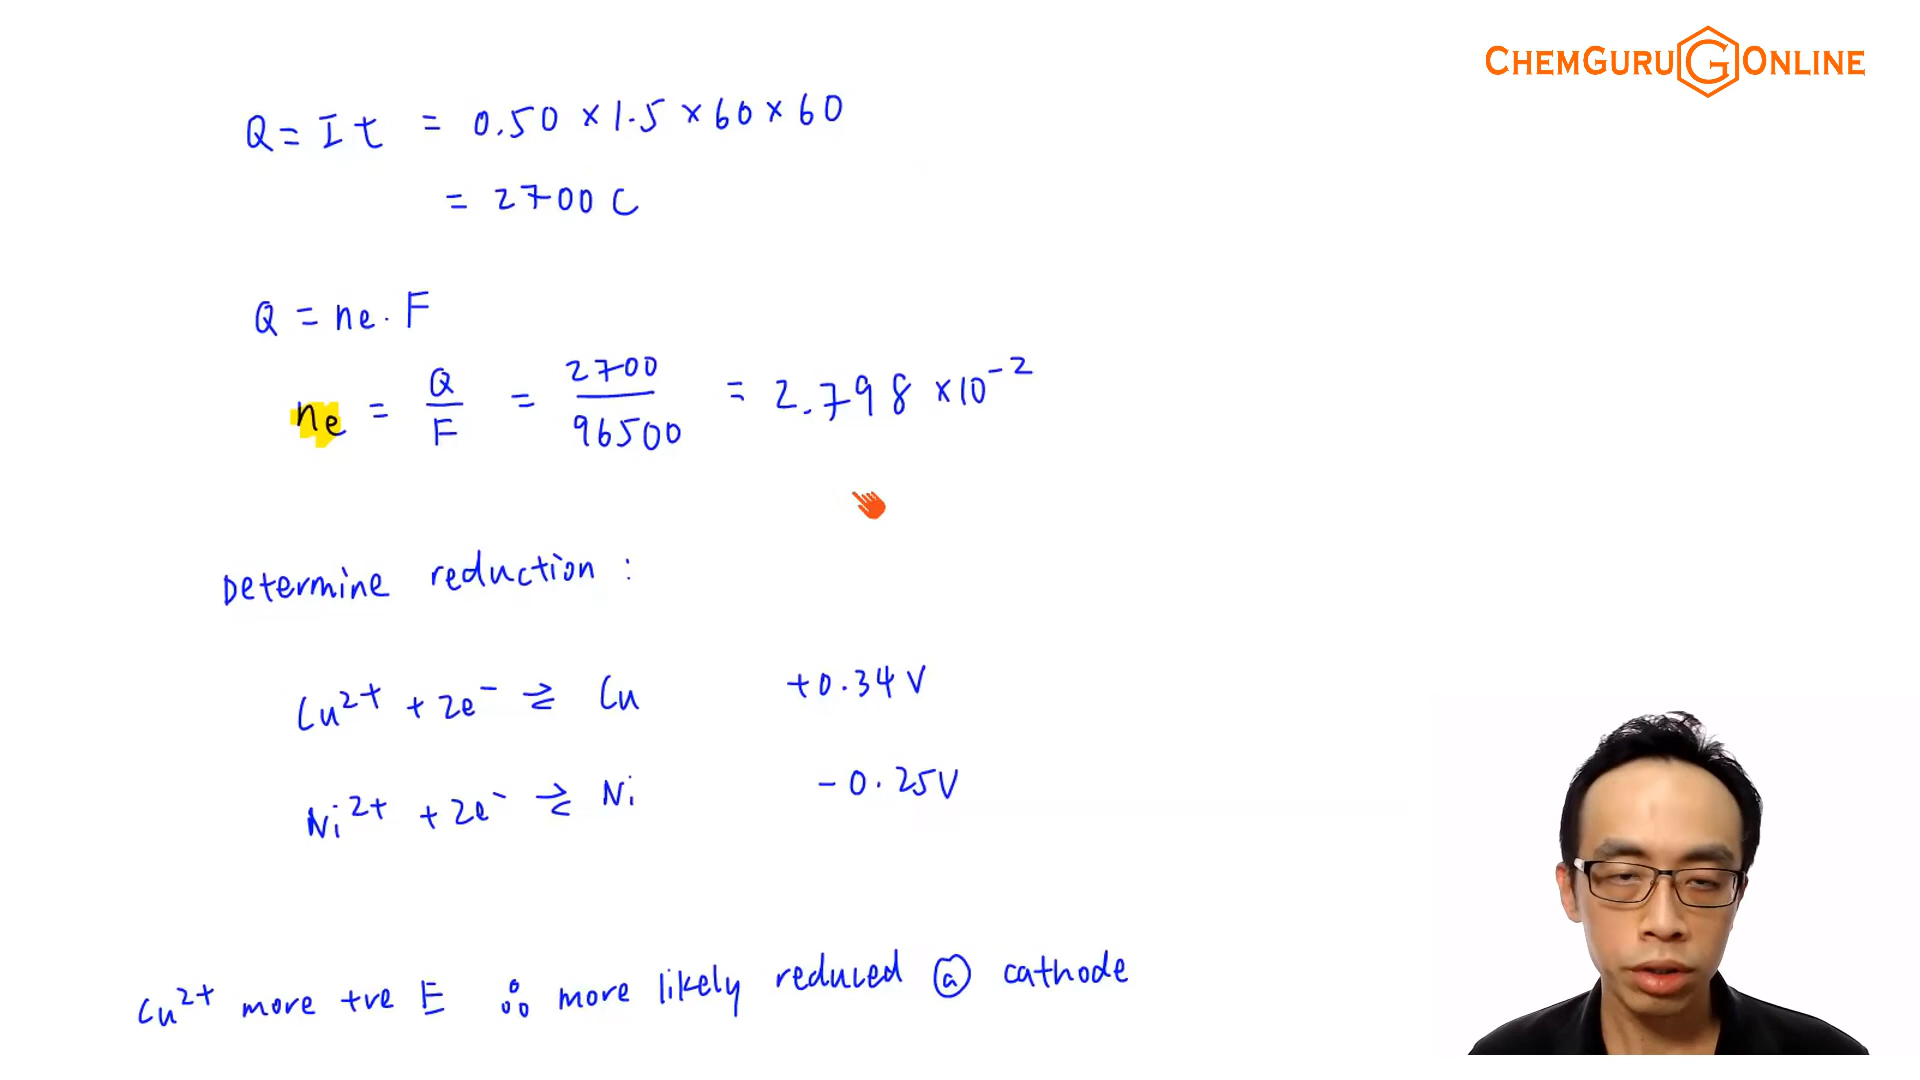 CHEMGURU G ONLINE
Q = It = 0.50 × 1.5 × 60 × 60
= 2700 C
Q = ne . F
ne = Q/F = 2700/96500 = 2.798 × 10⁻²
Determine reduction :
Cu²⁺ + 2e⁻ ⇌ Cu +0.34 V
Ni²⁺ + 2e⁻ ⇌ Ni -0.25V
Cu²⁺ more +ve E ∴ more likely reduced @ cathode